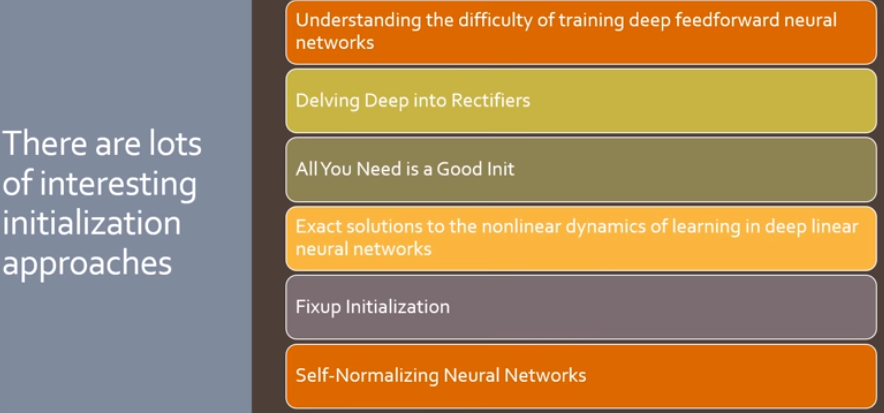 There are lots
of interesting
initialization
approaches
Understanding the difficulty of training deep feedforward neural
networks
Delving Deep into Rectifiers
All You Need is a Good Init
Exact solutions to the nonlinear dynamics of learning in deep linear
neural networks
Fixup Initialization
Self-Normalizing Neural Networks